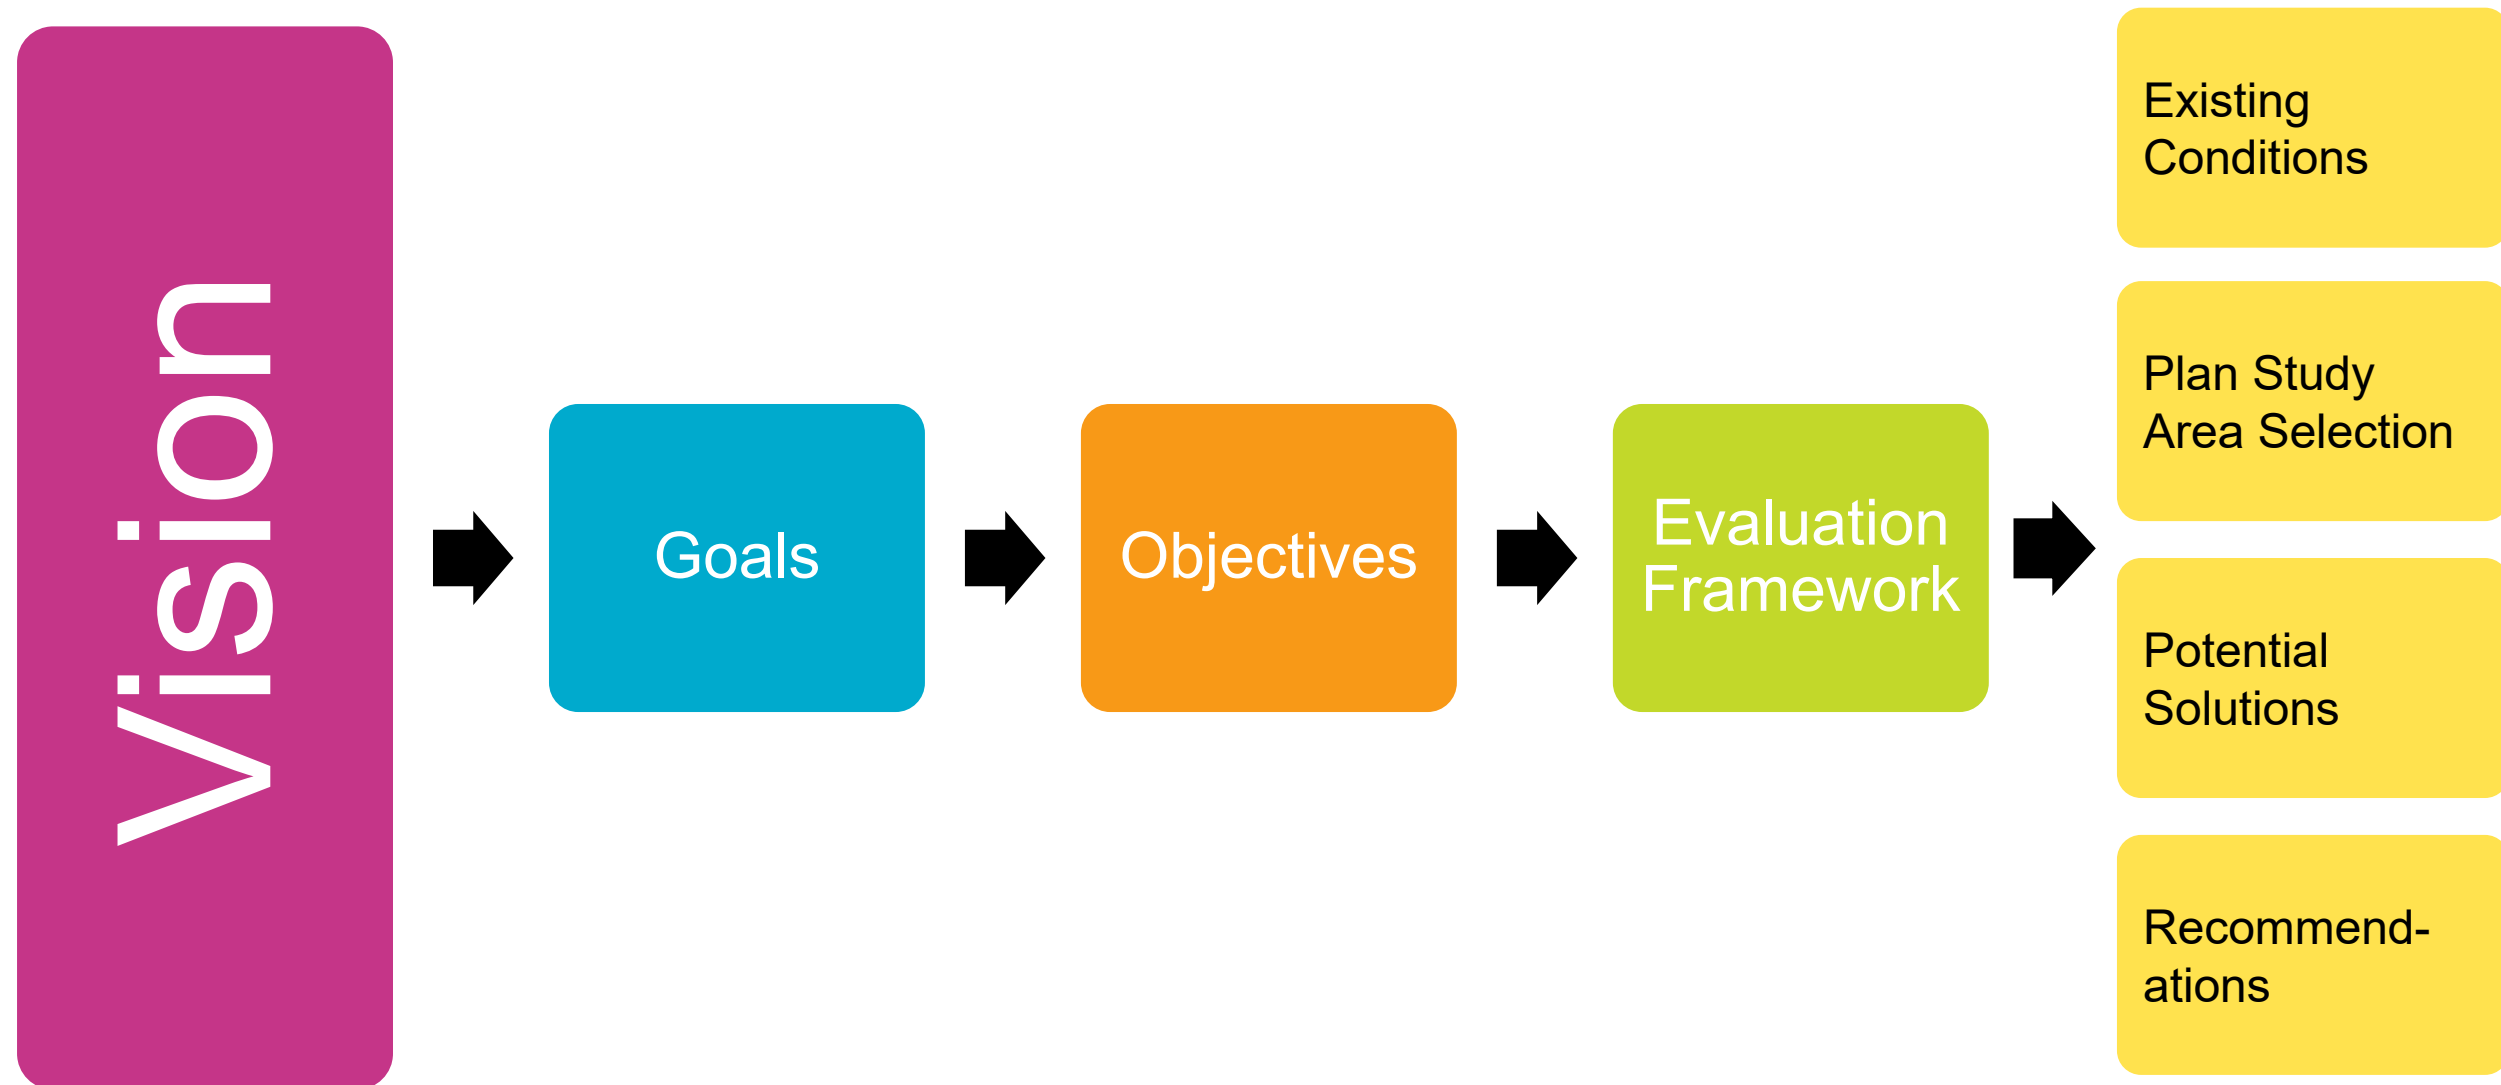 Vision
Goals
Objectives
Evaluation
Framework
Existing
Conditions
Plan Study
Area Selection
Potential
Solutions
Recommend-
ations